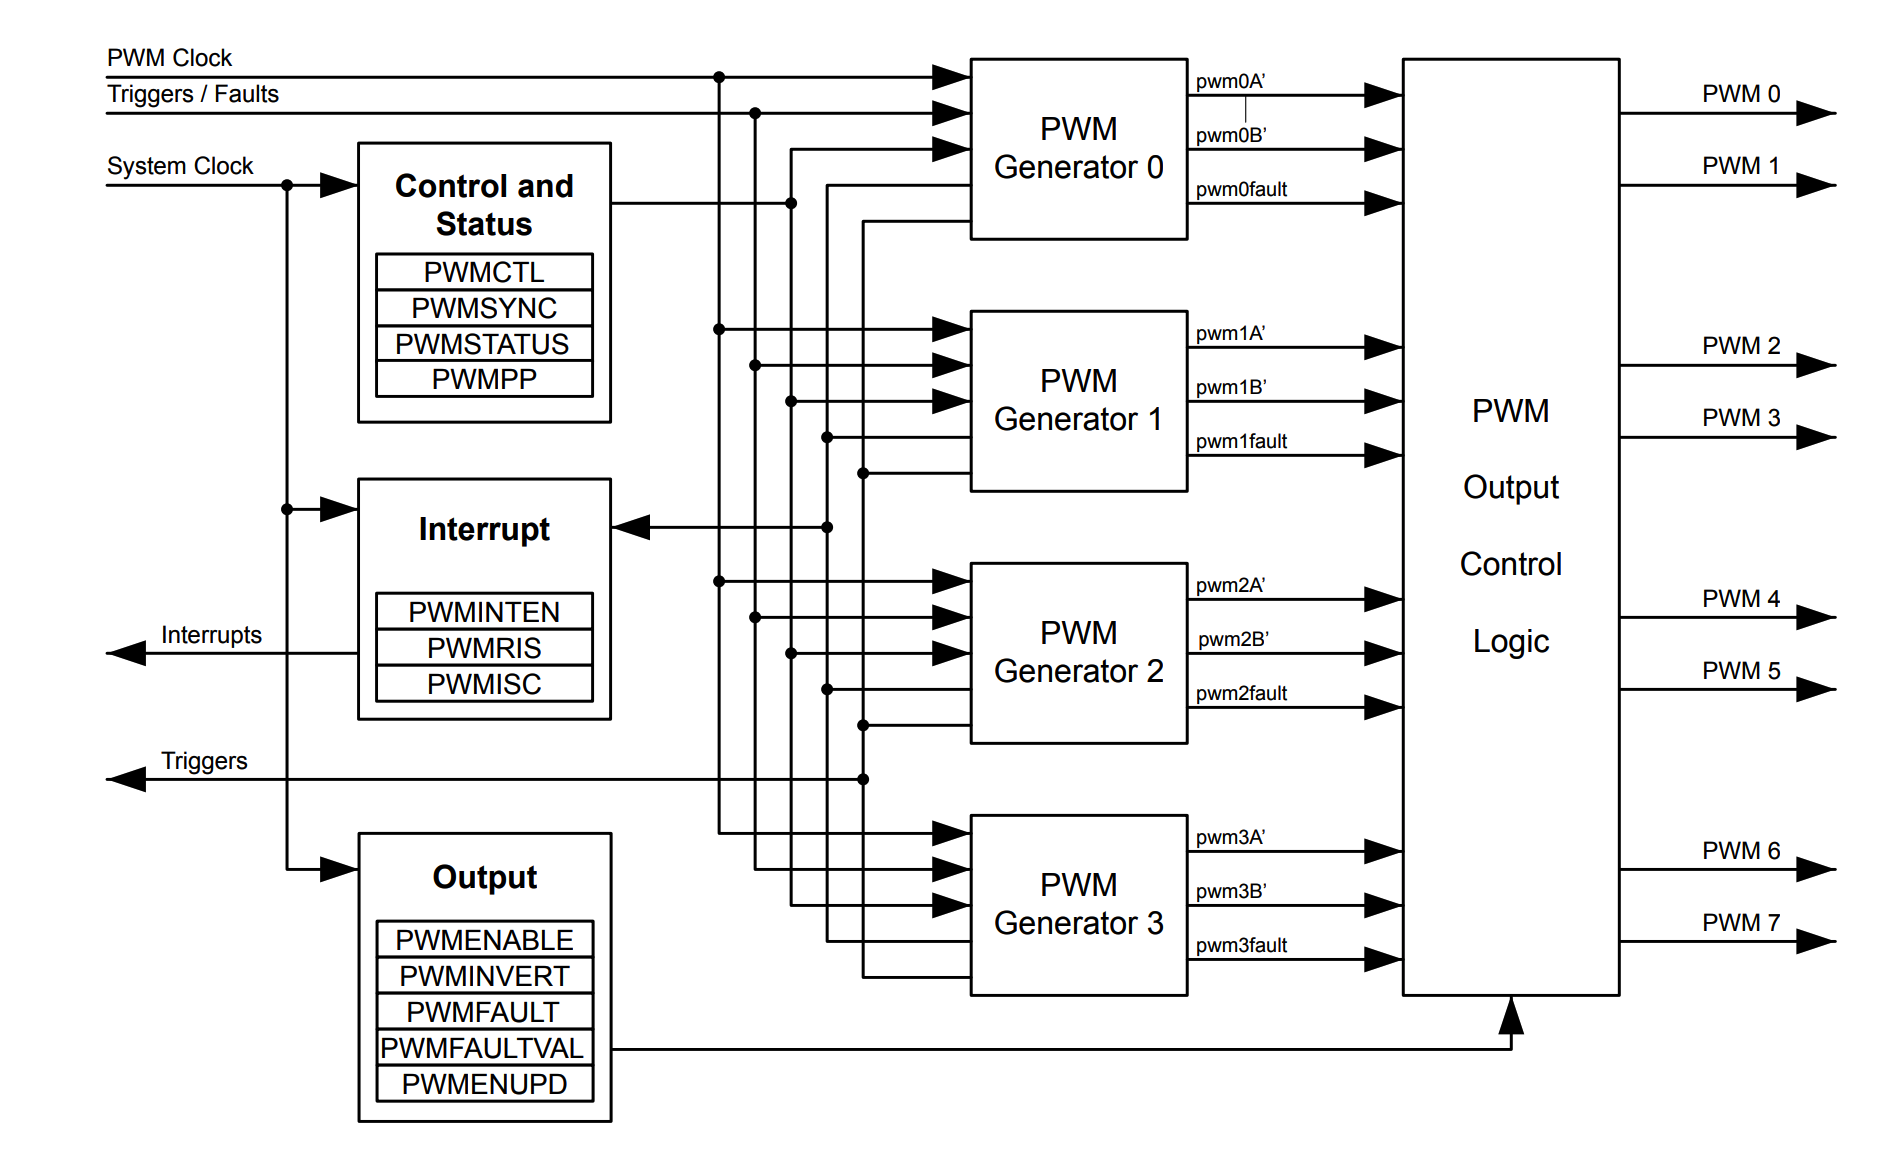 PWM Clock
Triggers / Faults
System Clock
Control and
Status
PWMCTL
PWMSYNC
PWMSTATUS
PWMPP
Interrupt
PWMINTEN
PWMRIS
PWMISC
Interrupts
Triggers
Output
PWMENABLE
PWMINVERT
PWMFAULT
PWMFAULTVAL
PWMENUPD
PWM
Generator 0
pwm0A’
pwm0B’
pwm0fault
PWM
Generator 1
pwm1A’
pwm1B’
pwm1fault
PWM
Generator 2
pwm2A’
pwm2B’
pwm2fault
PWM
Generator 3
pwm3A’
pwm3B’
pwm3fault
PWM
Output
Control
Logic
PWM 0
PWM 1
PWM 2
PWM 3
PWM 4
PWM 5
PWM 6
PWM 7